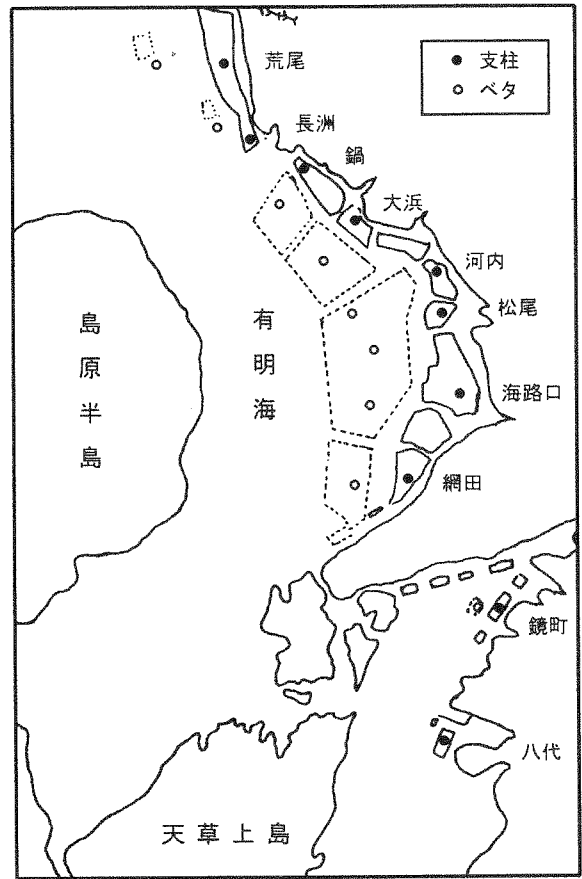 支柱
ベタ
荒尾
長洲
鍋
大浜
河内
松尾
海路口
網田
鏡町
八代
有明海
島原半島
天草上島